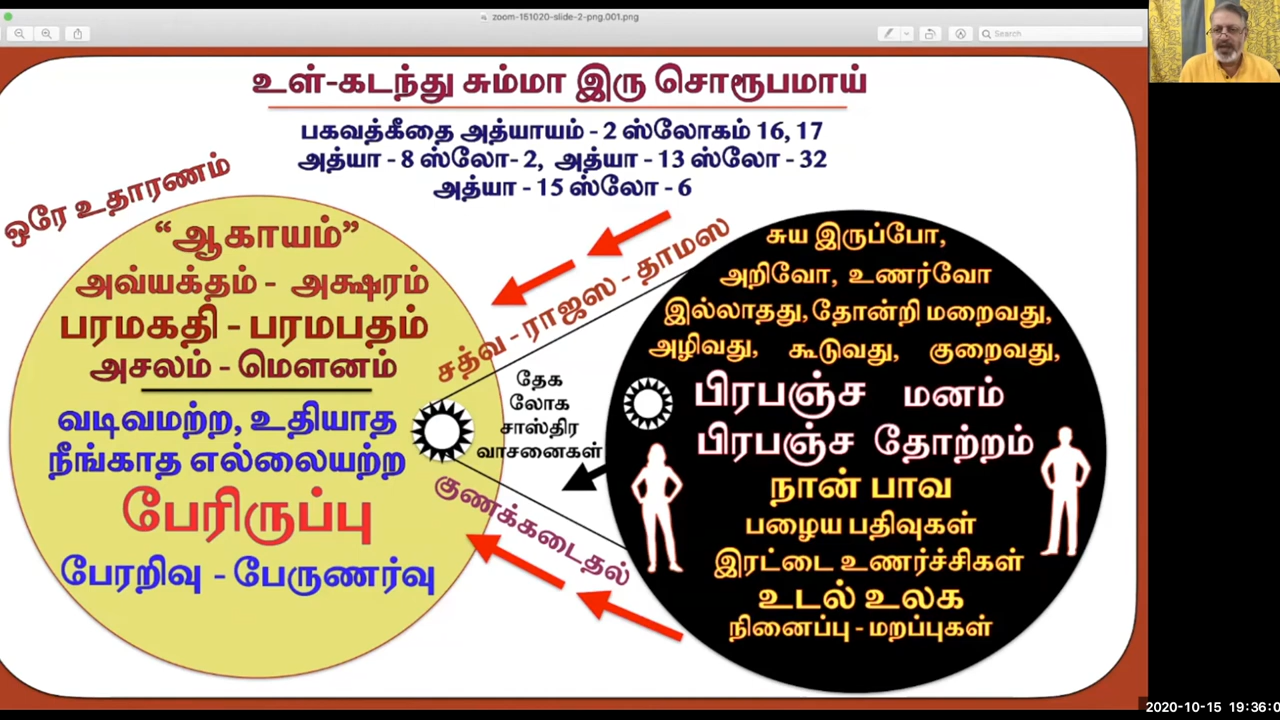 zoom-151020-slide-2-png.001.png
Search
உள்-கடந்து சும்மா இரு சொரூபமாய்
பகவத்கீதை அத்யாயம் - 2 ஸ்லோகம் 16, 17
அத்யா - 8 ஸ்லோ- 2, அத்யா - 13 ஸ்லோ - 32
அத்யா - 15 ஸ்லோ - 6
ஒரே உதாரணம்
“ஆகாயம்”
அவ்யக்தம் - அக்ஷரம்
பரமகதி - பரமபதம்
அசலம் - மௌனம்
வடிவமற்ற, உதியாத
நீங்காத எல்லையற்ற
பேரிருப்பு
பேரறிவு - பேருணர்வு
சத்வ - ராஜஸ - தாமஸ
தேக
லோக
சாஸ்திர
வாசனைகள்
குணக்கடைதல்
சுய இருப்போ,
அறிவோ, உணர்வோ
இல்லாதது, தோன்றி மறைவது,
அழிவது, கூடுவது, குறைவது,
பிரபஞ்ச மனம்
பிரபஞ்ச தோற்றம்
நான் பாவ
பழைய பதிவுகள்
இரட்டை உணர்ச்சிகள்
உடல் உலக
நினைப்பு - மறப்புகள்
2020-10-15 19:36:0